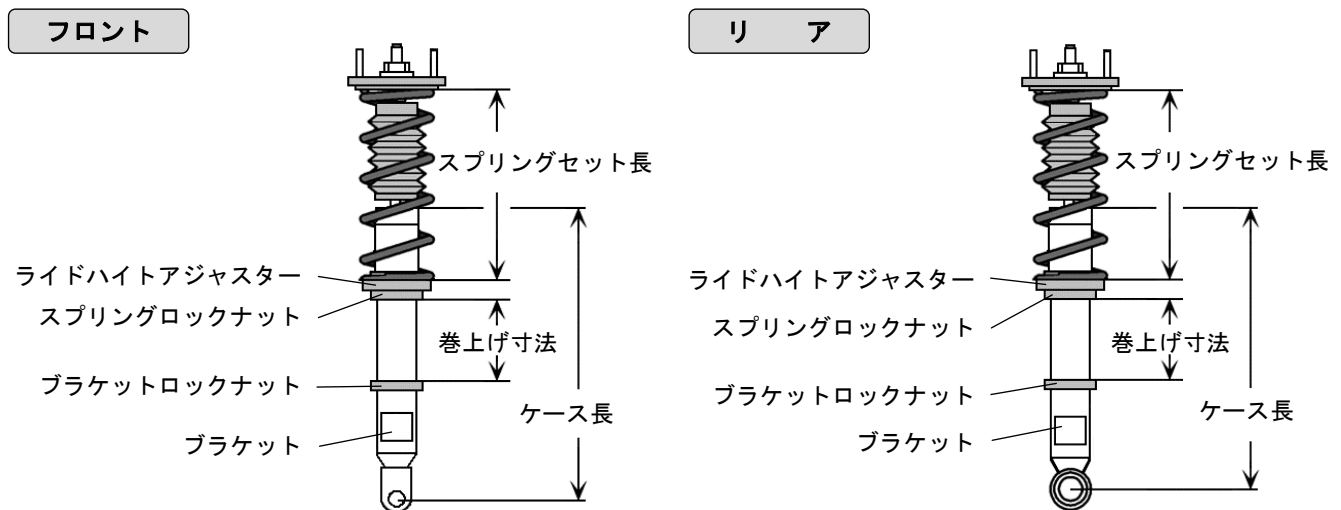 フロント
スプリングセット長
ライドハイトアジャスター
スプリングロックナット
巻上げ寸法
ブラケットロックナット
ケース長
ブラケット
リア
スプリングセット長
ライドハイトアジャスター
スプリングロックナット
巻上げ寸法
ブラケットロックナット
ケース長
ブラケット